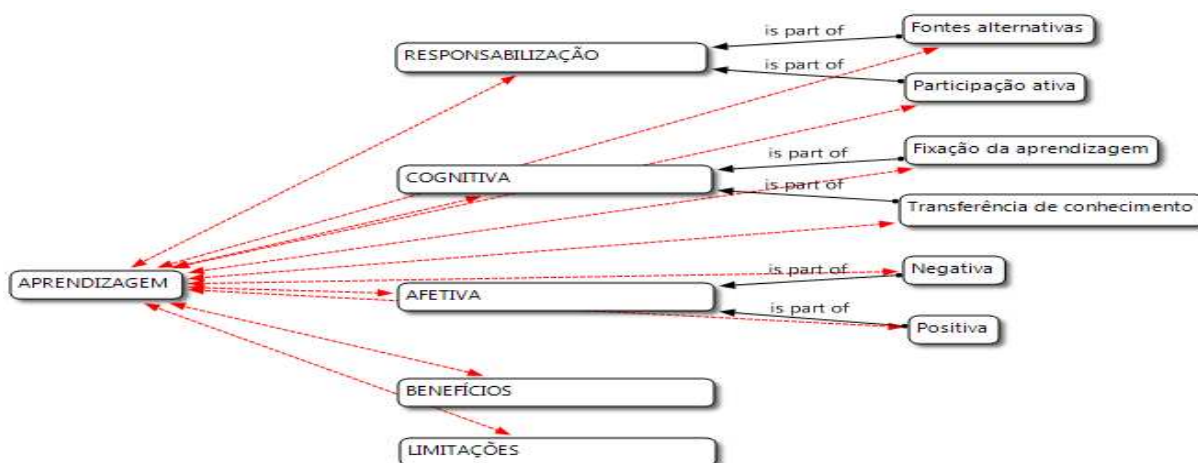 Fontes alternativas
is part of
RESPONSABILIZAÇÃO
is part of
Participação ativa
Fixação da aprendizagem
is part of
COGNITIVA
is part of
Transferência de conhecimento
Negativa
is part of
APRENDIZAGEM
AFETIVA
is part of
Positiva
BENEFÍCIOS
LIMITAÇÕES